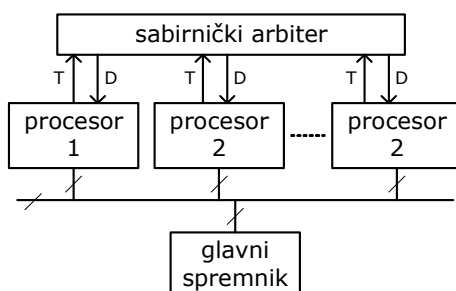 sabirnički arbiter
T D T D T D
procesor 1
procesor 2
procesor 2
glavni
spremnik